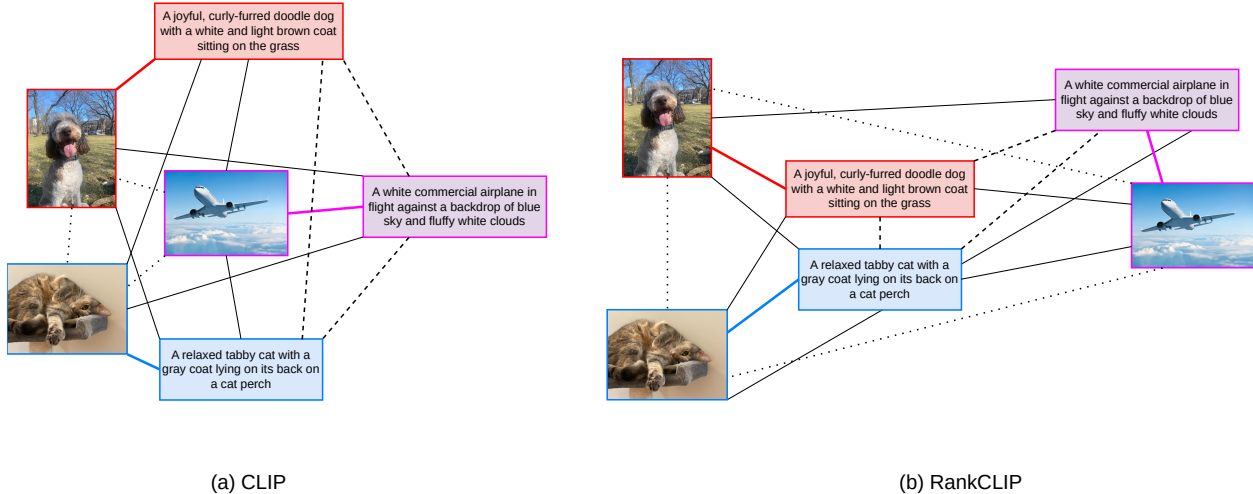 A joyful, curly-furred doodle dog
with a white and light brown coat
sitting on the grass
A white commercial airplane in
flight against a backdrop of blue
sky and fluffy white clouds
A relaxed tabby cat with a
gray coat lying on its back on
a cat perch
(a) CLIP
A white commercial airplane in
flight against a backdrop of blue
sky and fluffy white clouds
A joyful, curly-furred doodle dog
with a white and light brown coat
sitting on the grass
A relaxed tabby cat with a
gray coat lying on its back on
a cat perch
(b) RankCLIP